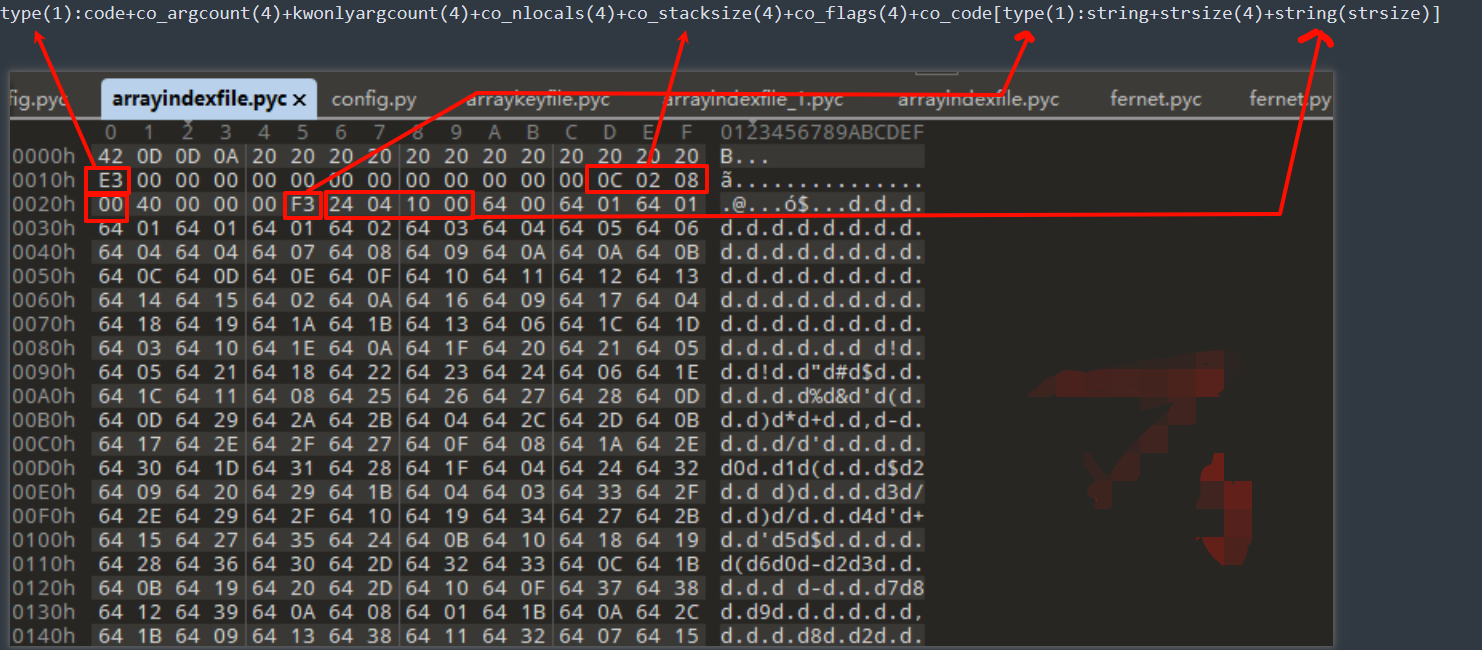 type(1):code+co_argcount(4)+kwonlyargcount(4)+co_nlocals(4)+co_stacksize(4)+co_flags(4)+co_code[type(1):string+strsize(4)+string(strsize)]
fig.pyc arrayindexfile.pyc × config.py arraykeyfile.pyc arrayindexfile_1.pyc arrayindexfile.pyc fernet.pyc fernet.py
0 1 2 3 4 5 6 7 8 9 A B C D E F 0123456789ABCDEF
0000h 42 0D 0D 0A 20 20 20 20 20 20 20 20 20 20 20 20 B...
0010h E3 00 00 00 00 00 00 00 00 00 00 00 00 0C 02 08 ã...............
0020h 00 40 00 00 00 F3 24 04 10 00 64 00 64 01 64 01 .@...ó$...d.d.d.
0030h 64 01 64 01 64 01 64 02 64 03 64 04 64 05 64 06 d.d.d.d.d.d.d.d.
0040h 64 04 64 04 64 07 64 08 64 09 64 0A 64 0A 64 0B d.d.d.d.d.d.d.d.
0050h 64 0C 64 0D 64 0E 64 0F 64 10 64 11 64 12 64 13 d.d.d.d.d.d.d.d.
0060h 64 14 64 15 64 02 64 0A 64 16 64 09 64 17 64 04 d.d.d.d.d.d.d.d.
0070h 64 18 64 19 64 1A 64 1B 64 13 64 06 64 1C 64 1D d.d.d.d.d.d.d.d.
0080h 64 03 64 10 64 1E 64 0A 64 1F 64 20 64 21 64 05 d.d.d.d.d.d d!d.
0090h 64 05 64 21 64 18 64 22 64 23 64 24 64 06 64 1E d.d!d.d"d#d$d.d.
00A0h 64 1C 64 11 64 08 64 25 64 26 64 27 64 28 64 0D d.d.d.d%d&d'd(d.
00B0h 64 0D 64 29 64 2A 64 2B 64 04 64 2C 64 2D 64 0B d.d)d*d+d.d,d-d.
00C0h 64 17 64 2E 64 2F 64 27 64 0F 64 08 64 1A 64 2E d.d.d/d'd.d.d.d.
00D0h 64 30 64 1D 64 31 64 28 64 1F 64 04 64 24 64 32 d0d.d1d(d.d.d$d2
00E0h 64 09 64 20 64 29 64 1B 64 04 64 03 64 33 64 2F d.d d)d.d.d.d3d/
00F0h 64 2E 64 29 64 2F 64 10 64 19 64 34 64 27 64 2B d.d)d/d.d.d4d'd+
0100h 64 15 64 27 64 35 64 24 64 0B 64 10 64 18 64 19 d.d'd5d$d.d.d.d.
0110h 64 28 64 36 64 30 64 2D 64 32 64 33 64 0C 64 1B d(d6d0d-d2d3d.d.
0120h 64 0B 64 19 64 20 64 2D 64 10 64 0F 64 37 64 38 d.d.d d-d.d.d7d8
0130h 64 12 64 39 64 0A 64 08 64 01 64 1B 64 0A 64 2C d.d9d.d.d.d.d.d,
0140h 64 1B 64 09 64 13 64 38 64 11 64 32 64 07 64 15 d.d.d.d8d.d2d.d.